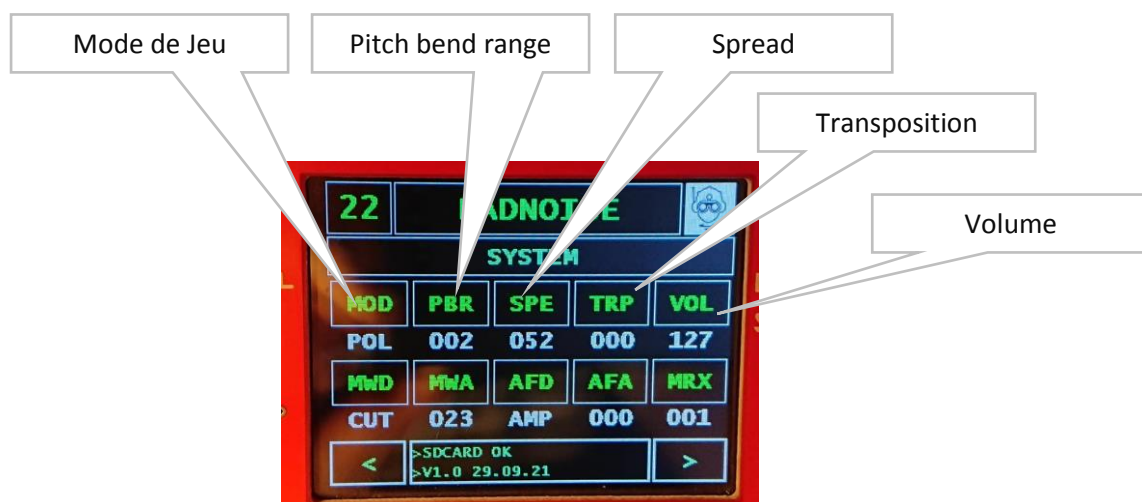 Mode de Jeu
Pitch bend range
Spread
Transposition
Volume
22
SYSTEM
MOD PBR SPE TRP VOL
POL 002 052 000 127
MWD MWA AFD AFA MRX
CUT 023 AMP 000 001
< >SDCARD OK >
>V1.0 29.09.21